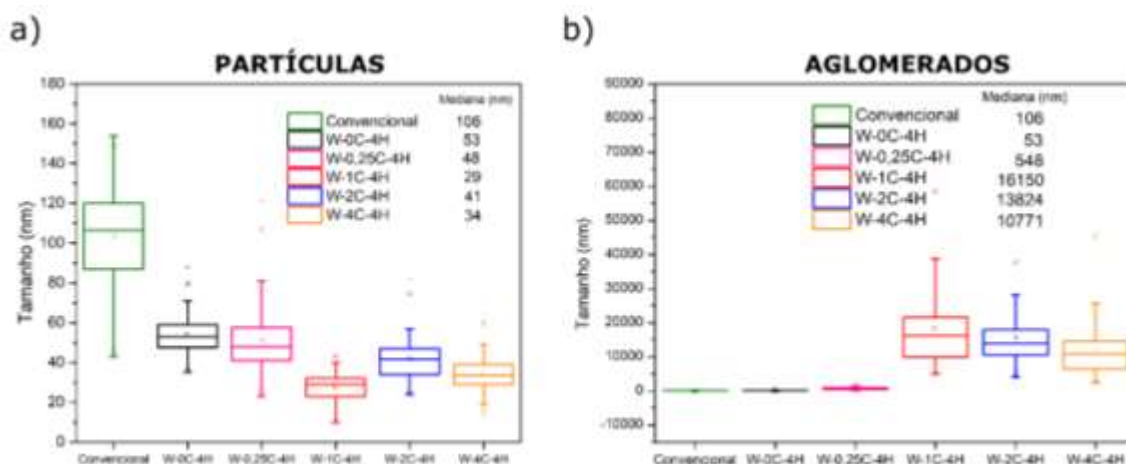 a)
PARTÍCULAS
Mediana (nm)
Convencional 106
W-0C-4H 53
W-0,25C-4H 48
W-1C-4H 29
W-2C-4H 41
W-4C-4H 34
Tamanho (nm)
180
160
140
120
100
80
60
40
20
0
Convencional W-0C-4H W-0,25C-4H W-1C-4H W-2C-4H W-4C-4H
b)
AGLOMERADOS
Mediana (nm)
Convencional 106
W-0C-4H 53
W-0,25C-4H 548
W-1C-4H 16150
W-2C-4H 13824
W-4C-4H 10771
Tamanho (nm)
90000
80000
70000
60000
50000
40000
30000
20000
10000
0
-10000
Convencional W-0C-4H W-0,25C-4H W-1C-4H W-2C-4H W-4C-4H